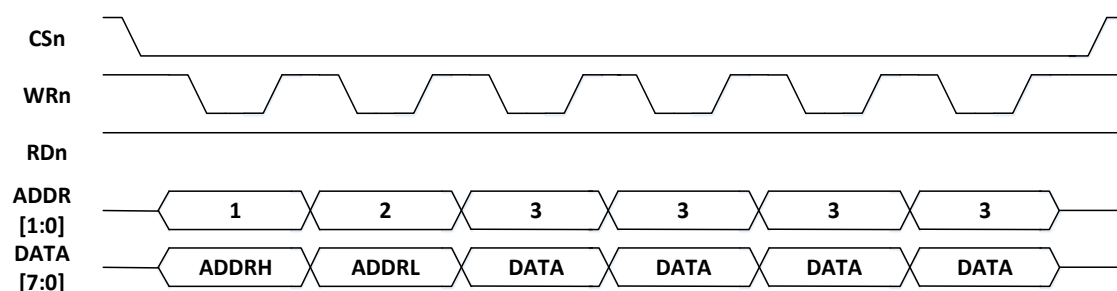 CSn
WRn
RDn
ADDR
[1:0]
1 2 3 3 3 3
DATA
[7:0]
ADDRH ADDRL DATA DATA DATA DATA